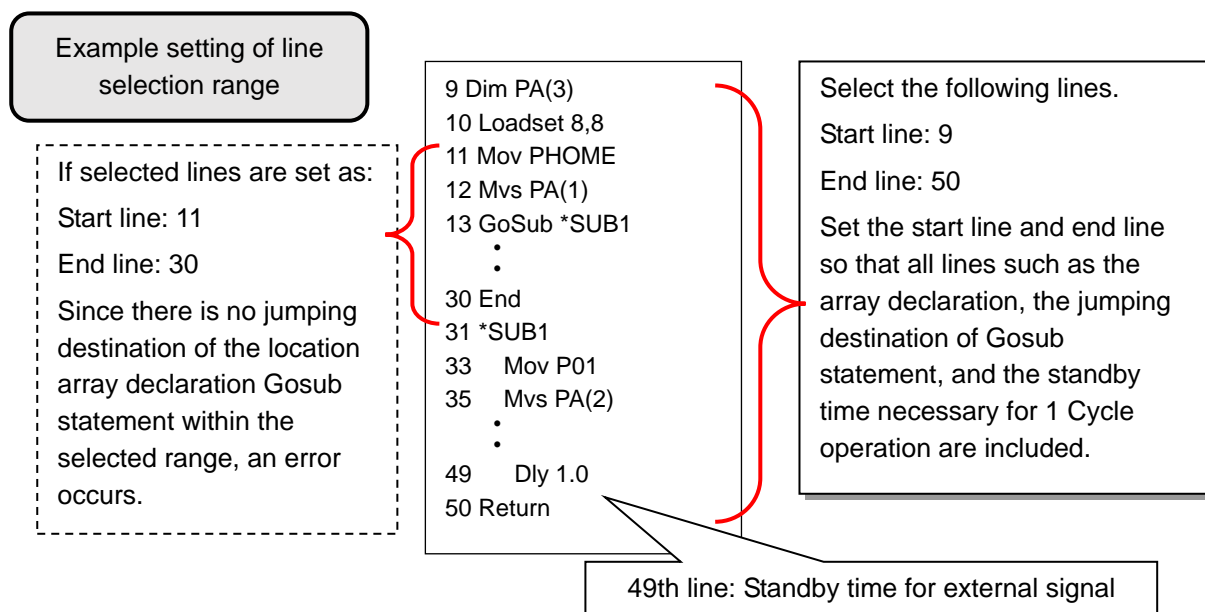 Example setting of line
selection range
If selected lines are set as:
Start line: 11
End line: 30
Since there is no jumping
destination of the location
array declaration Gosub
statement within the
selected range, an error
occurs.
9 Dim PA(3)
10 Loadset 8,8
11 Mov PHOME
12 Mvs PA(1)
13 GoSub *SUB1
•
•
30 End
31 *SUB1
33 Mov P01
35 Mvs PA(2)
•
•
49 Dly 1.0
50 Return
Select the following lines.
Start line: 9
End line: 50
Set the start line and end line
so that all lines such as the
array declaration, the jumping
destination of Gosub
statement, and the standby
time necessary for 1 Cycle
operation are included.
49th line: Standby time for external signal